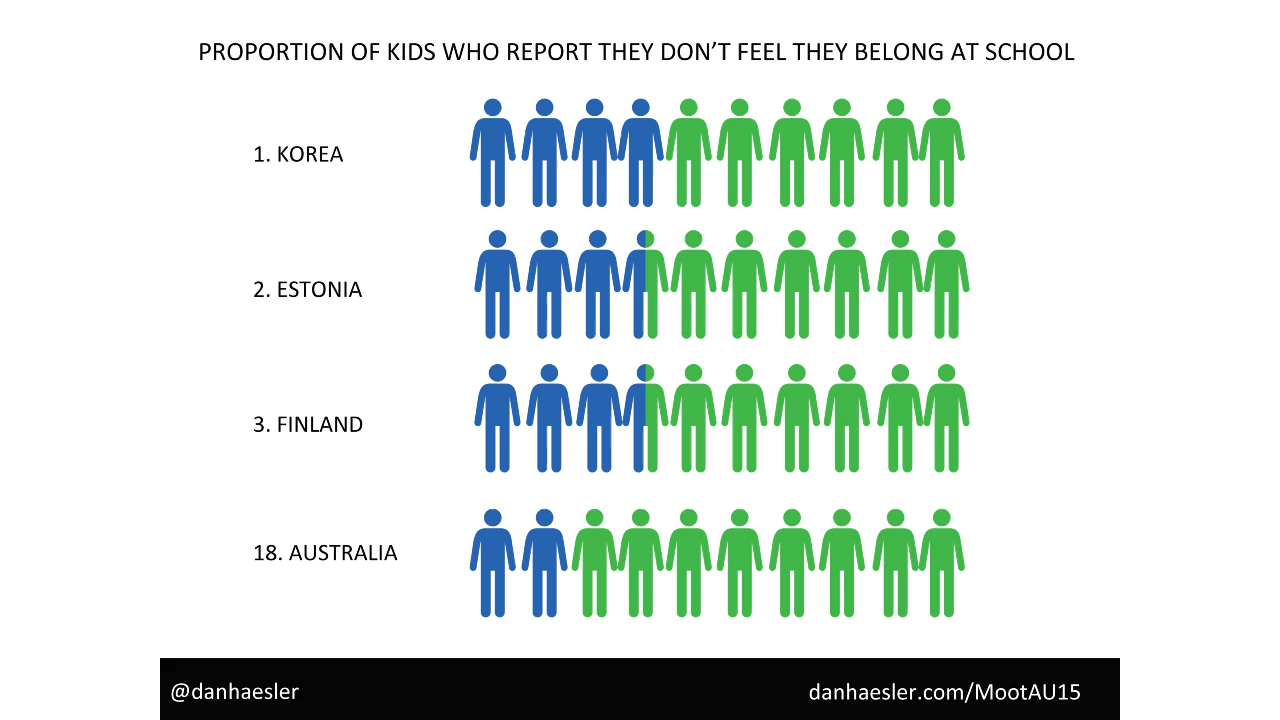 PROPORTION OF KIDS WHO REPORT THEY DON’T FEEL THEY BELONG AT SCHOOL
1. KOREA
2. ESTONIA
3. FINLAND
18. AUSTRALIA
@danhaesler
danhaesler.com/MootAU15